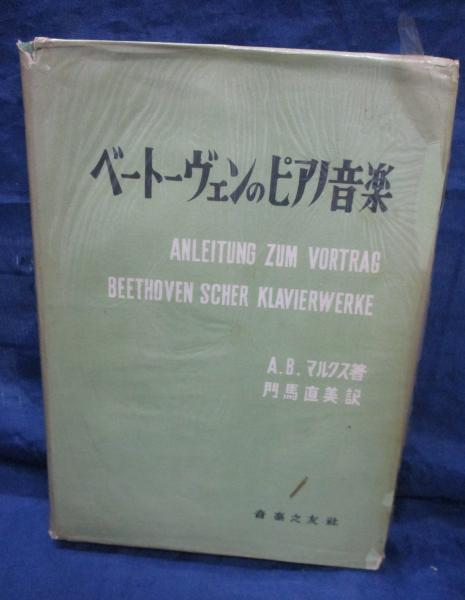 ベートーヴェンのピアノ音楽
ANLEITUNG ZUM VORTRAG
BEETHOVEN SCHER KLAVIERWERKE
A.B.マルクス著
門馬直美訳
音楽之友社